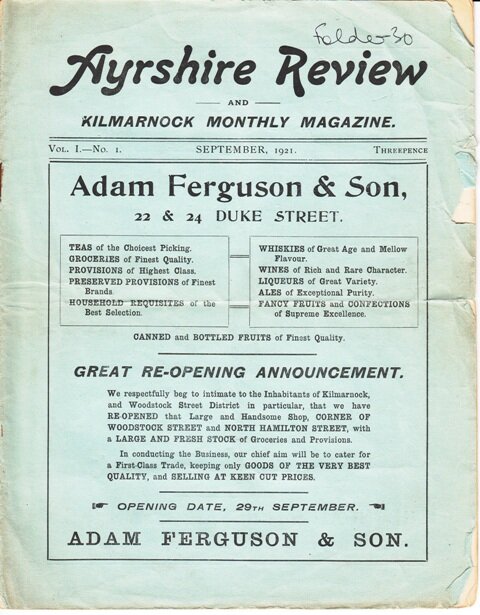 Folder 30
Ayrshire Review
AND
KILMARNOCK MONTHLY MAGAZINE.
VOL. I.—No. 1.
SEPTEMBER, 1921.
THREEPENCE
Adam Ferguson & Son,
22 & 24 DUKE STREET.
TEAS of the Choicest Picking.
GROCERIES of Finest Quality.
PROVISIONS of Highest Class.
PRESERVED PROVISIONS of Finest
Brands.
HOUSEHOLD REQUISITES of the
Best Selection.
WHISKIES of Great Age and Mellow
Flavour.
WINES of Rich and Rare Character.
LIQUEURS of Great Variety.
ALES of Exceptional Purity.
FANCY FRUITS and CONFECTIONS
of Supreme Excellence.
CANNED and BOTTLED FRUITS of Finest Quality.
GREAT RE-OPENING ANNOUNCEMENT.
We respectfully beg to intimate to the Inhabitants of Kilmarnock,
and Woodstock Street District in particular, that we have
RE-OPENED that Large and Handsome Shop, CORNER OF
WOODSTOCK STREET and NORTH HAMILTON STREET, with
a LARGE AND FRESH STOCK of Groceries and Provisions.
In conducting the Business, our chief aim will be to cater for
a First-Class Trade, keeping only GOODS OF THE VERY BEST
QUALITY, and SELLING AT KEEN CUT PRICES.
OPENING DATE, 29TH SEPTEMBER.
ADAM FERGUSON & SON.